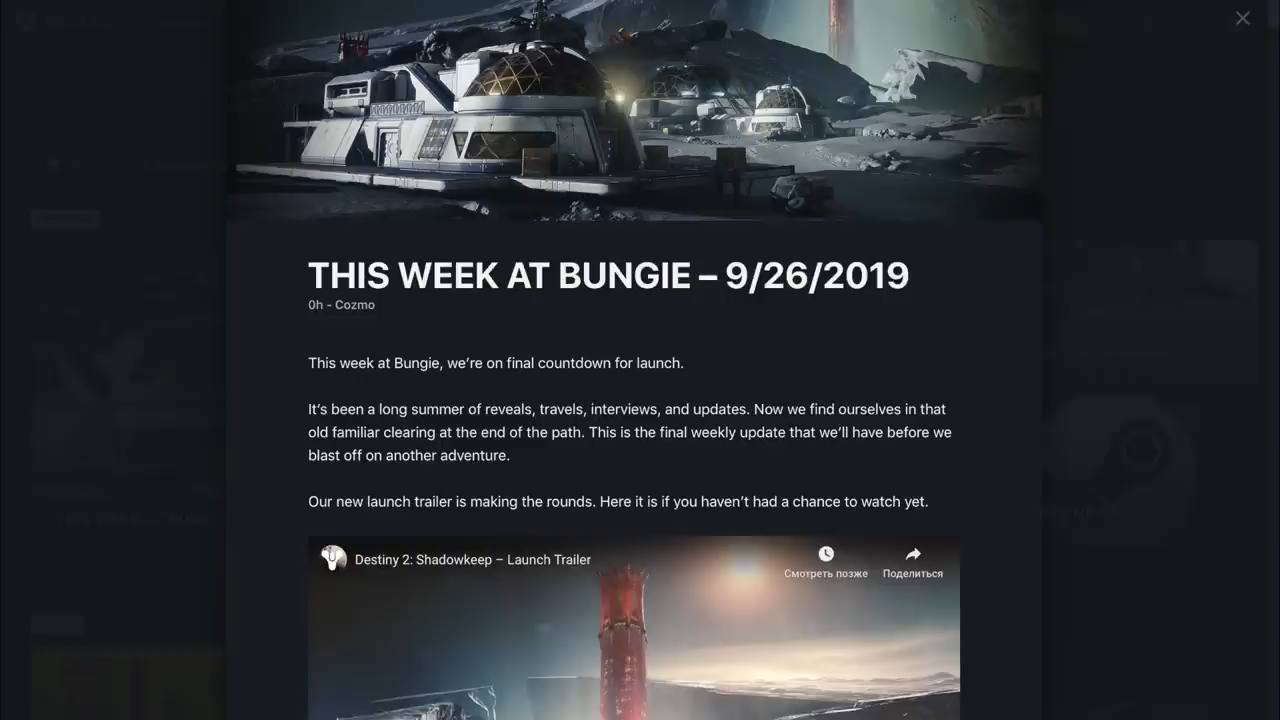 THIS WEEK AT BUNGIE – 9/26/2019
0h - Cozmo
This week at Bungie, we’re on final countdown for launch.
It’s been a long summer of reveals, travels, interviews, and updates. Now we find ourselves in that
old familiar clearing at the end of the path. This is the final weekly update that we’ll have before we
blast off on another adventure.
Our new launch trailer is making the rounds. Here it is if you haven’t had a chance to watch yet.
Destiny 2: Shadowkeep – Launch Trailer
Смотреть позже
Поделиться